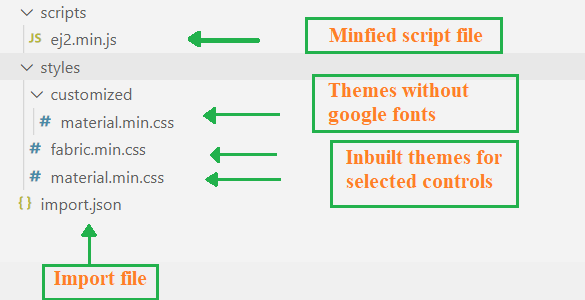 scripts
JS ej2.min.js
Minfied script file
styles
customized
# material.min.css
Themes without
google fonts
# fabric.min.css
# material.min.css
Inbuilt themes for
selected controls
{} import.json
Import file